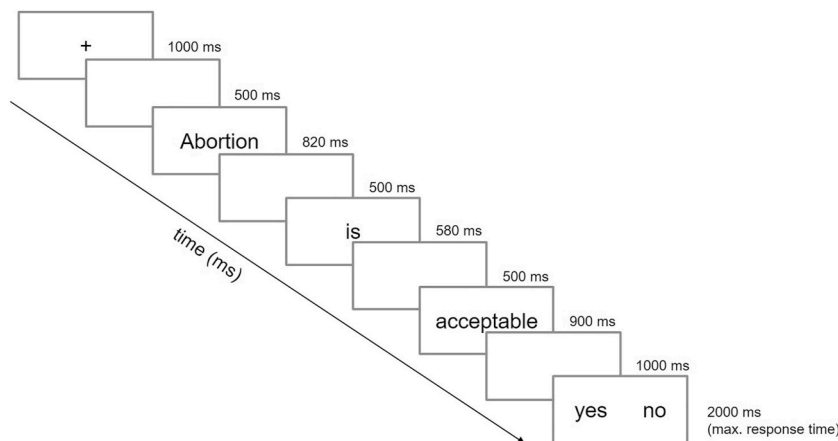 +
1000 ms
500 ms
Abortion
820 ms
500 ms
is
580 ms
500 ms
acceptable
900 ms
1000 ms
yes no
2000 ms
(max. response time)
time (ms)